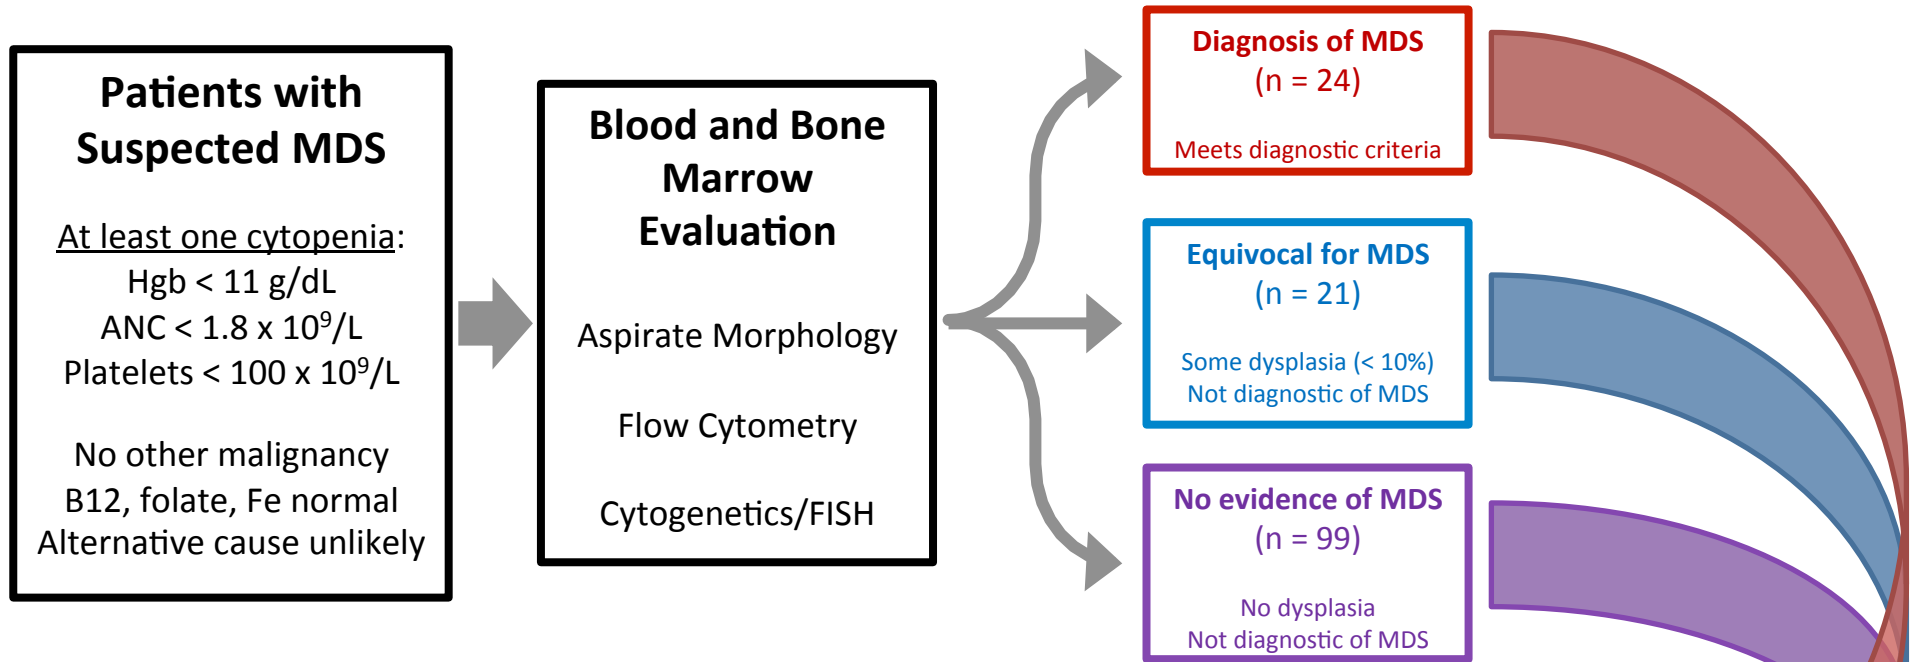 Patients with
Suspected MDS
At least one cytopenia:
Hgb < 11 g/dL
ANC < 1.8 x 10⁹/L
Platelets < 100 x 10⁹/L
No other malignancy
B12, folate, Fe normal
Alternative cause unlikely
Blood and Bone
Marrow
Evaluation
Aspirate Morphology
Flow Cytometry
Cytogenetics/FISH
Diagnosis of MDS
(n = 24)
Meets diagnostic criteria
Equivocal for MDS
(n = 21)
Some dysplasia (< 10%)
Not diagnostic of MDS
No evidence of MDS
(n = 99)
No dysplasia
Not diagnostic of MDS